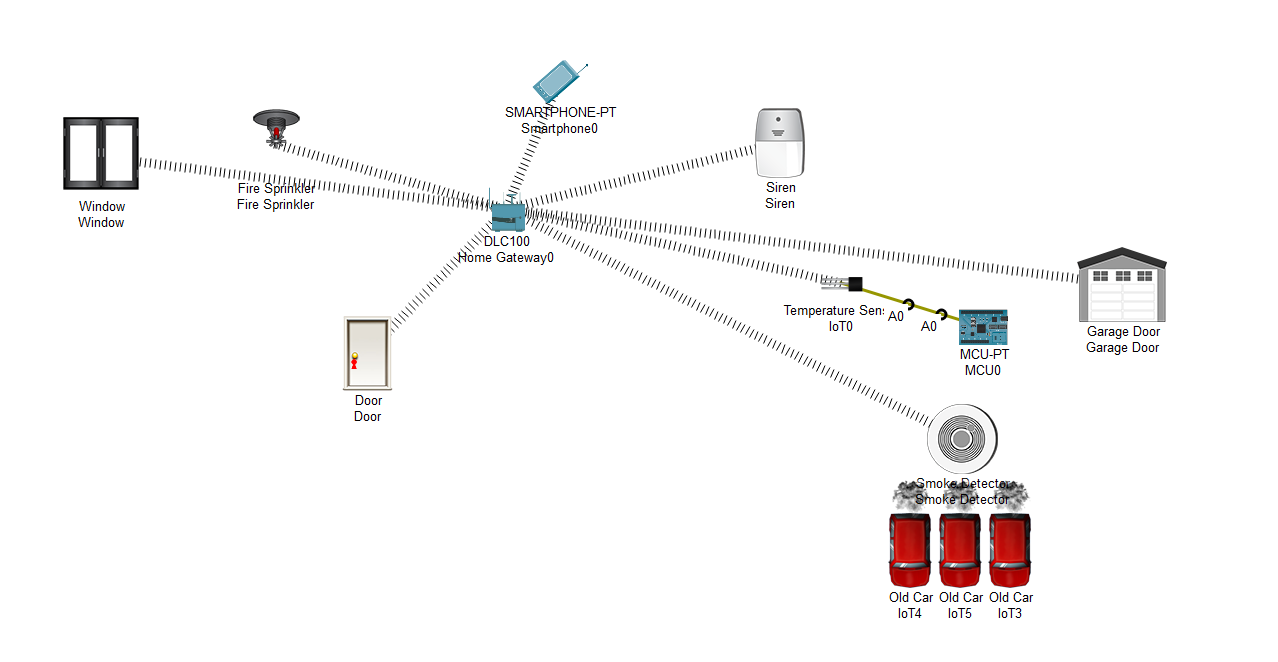 SMARTPHONE-PT
Smartphone0
Window
Window
Fire Sprinkler
Fire Sprinkler
Siren
Siren
DLC100
Home Gateway0
Temperature Sens
IoT0
A0
A0
MCU-PT
MCU0
Garage Door
Garage Door
Door
Door
Smoke Detector
Smoke Detector
Old Car
IoT4
Old Car
IoT5
Old Car
IoT3